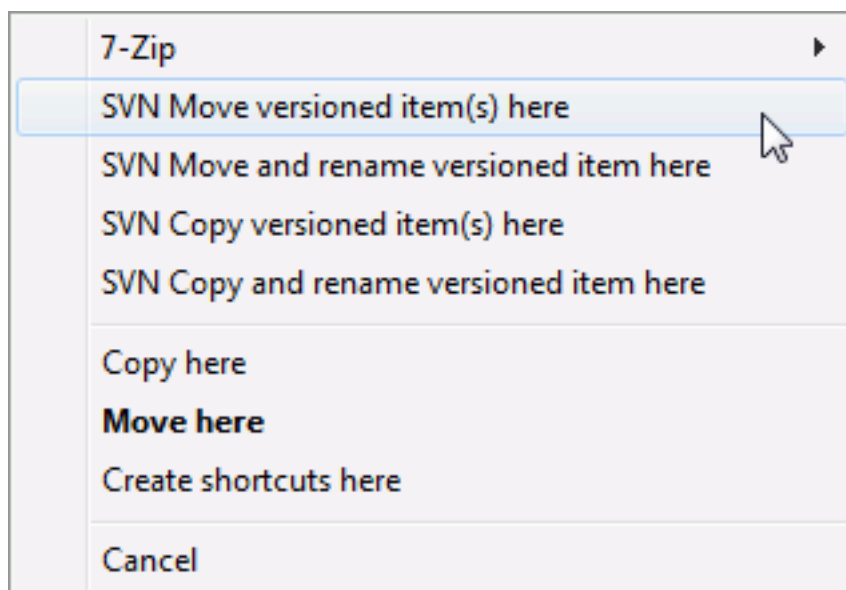 7-Zip
SVN Move versioned item(s) here
SVN Move and rename versioned item here
SVN Copy versioned item(s) here
SVN Copy and rename versioned item here
Copy here
Move here
Create shortcuts here
Cancel